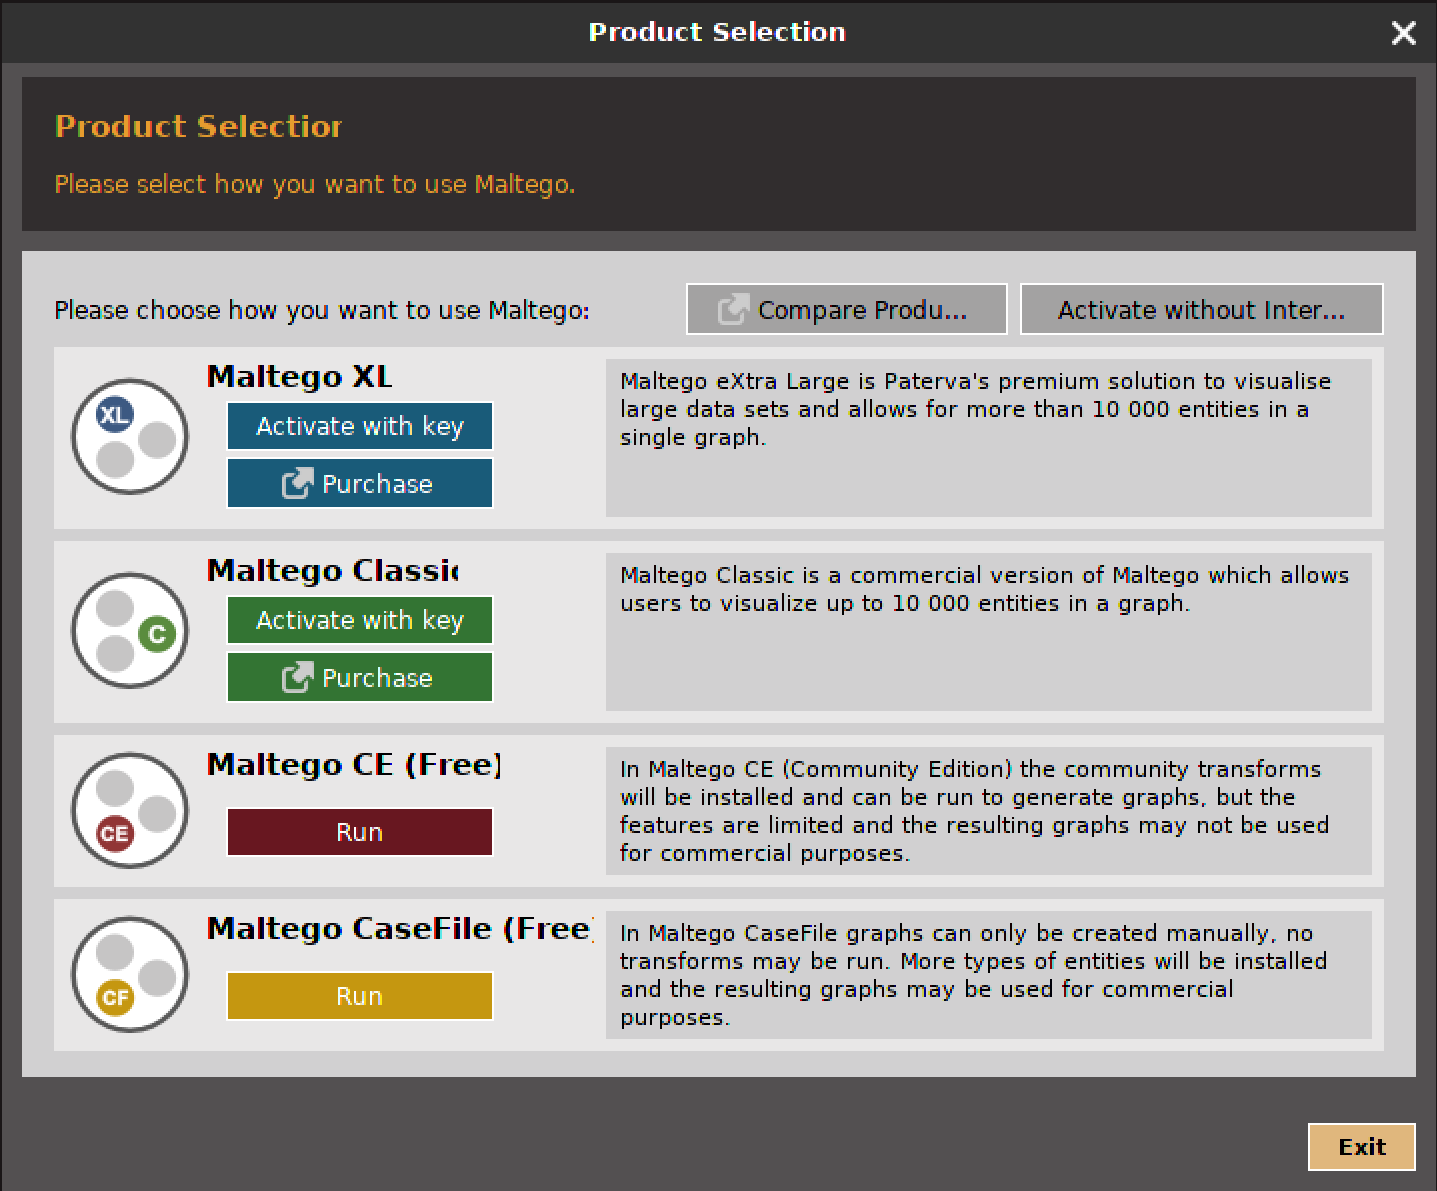 Product Selection
Product Selection
Please select how you want to use Maltego.
Please choose how you want to use Maltego:
Compare Produ...
Activate without Inter...
XL
Maltego XL
Activate with key
Purchase
Maltego eXtra Large is Paterva's premium solution to visualise
large data sets and allows for more than 10 000 entities in a
single graph.
C
Maltego Classic
Activate with key
Purchase
Maltego Classic is a commercial version of Maltego which allows
users to visualize up to 10 000 entities in a graph.
CE
Maltego CE (Free)
Run
In Maltego CE (Community Edition) the community transforms
will be installed and can be run to generate graphs, but the
features are limited and the resulting graphs may not be used
for commercial purposes.
CF
Maltego CaseFile (Free)
Run
In Maltego CaseFile graphs can only be created manually, no
transforms may be run. More types of entities will be installed
and the resulting graphs may be used for commercial
purposes.
Exit